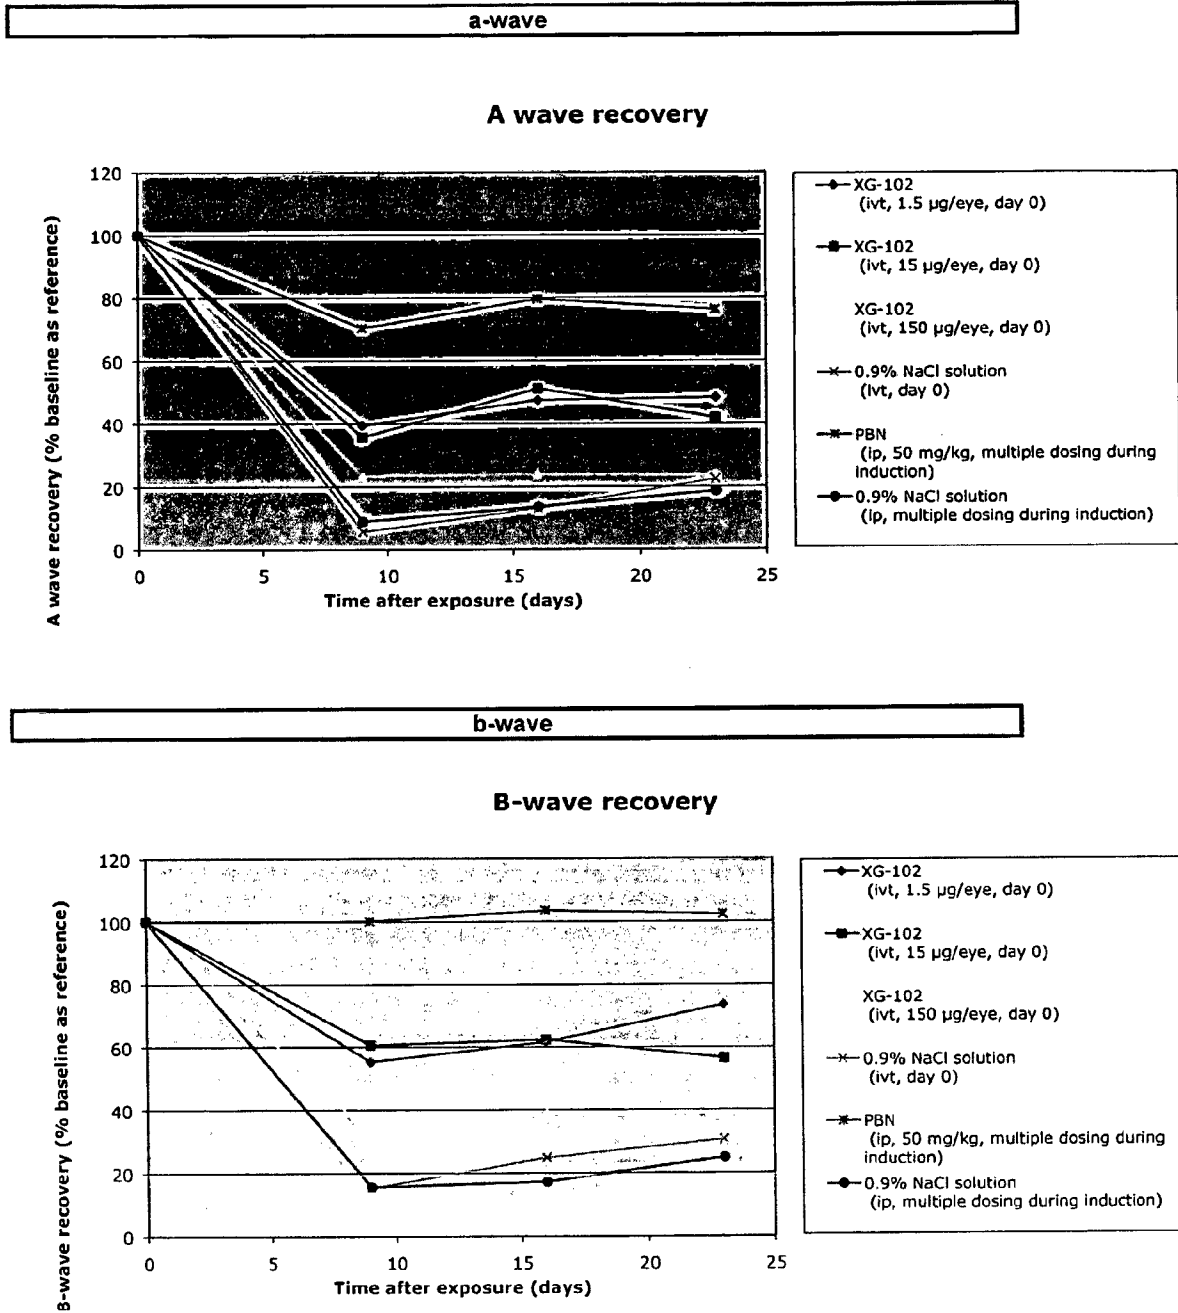 a-wave
A wave recovery
A wave recovery (% baseline as reference)
120
100
80
60
40
20
0
0 5 10 15 20 25
Time after exposure (days)
XG-102
(ivt, 1.5 µg/eye, day 0)
XG-102
(ivt, 15 µg/eye, day 0)
XG-102
(ivt, 150 µg/eye, day 0)
0.9% NaCl solution
(ivt, day 0)
PBN
(ip, 50 mg/kg, multiple dosing during
induction)
0.9% NaCl solution
(ip, multiple dosing during induction)
b-wave
B-wave recovery
B-wave recovery (% baseline as reference)
120
100
80
60
40
20
0
0 5 10 15 20 25
Time after exposure (days)
XG-102
(ivt, 1.5 µg/eye, day 0)
XG-102
(ivt, 15 µg/eye, day 0)
XG-102
(ivt, 150 µg/eye, day 0)
0.9% NaCl solution
(ivt, day 0)
PBN
(ip, 50 mg/kg, multiple dosing during
induction)
0.9% NaCl solution
(ip, multiple dosing during induction)